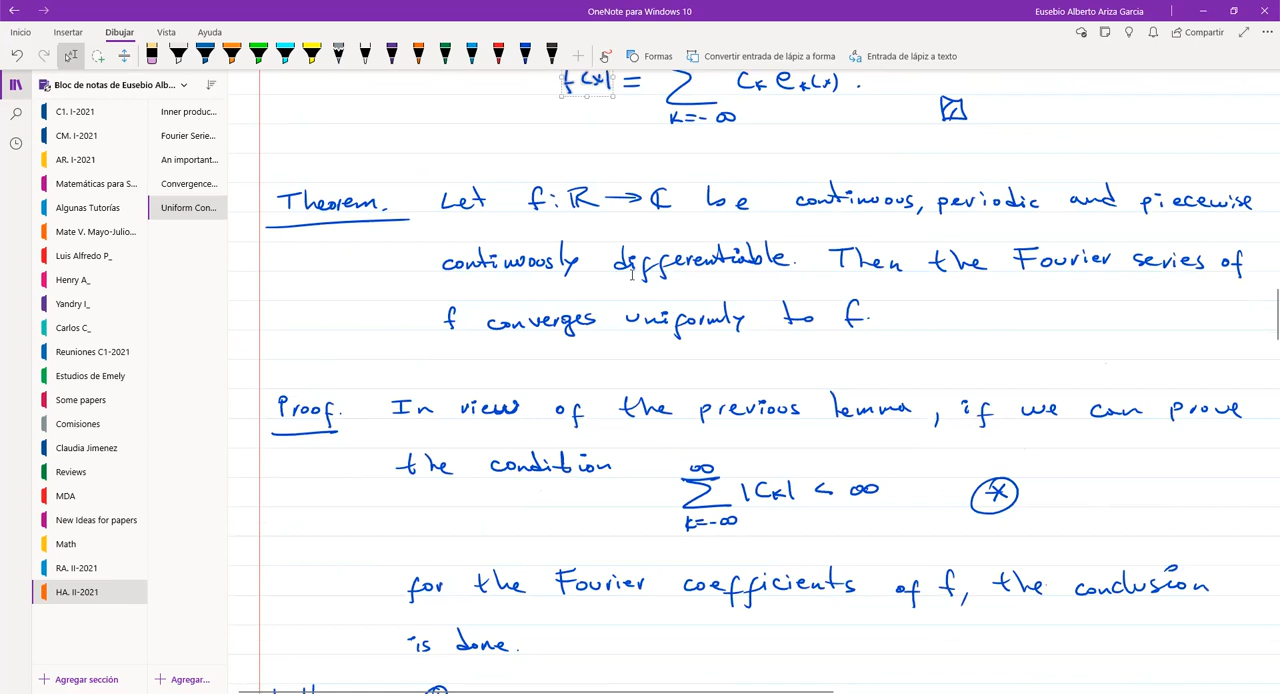 OneNote para Windows 10
Eusebio Alberto Ariza Garcia
Inicio Insertar Dibujar Vista Ayuda
Compartir
Formas Convertir entrada de lápiz a forma Entrada de lápiz a texto
Bloc de notas de Eusebio Alb...
C1. I-2021
CM. I-2021
AR. I-2021
Matemáticas para S...
Algunas Tutorías
Mate V. Mayo-Julio...
Luis Alfredo P_
Henry A_
Yandry I_
Carlos C_
Reuniones C1-2021
Estudios de Emely
Some papers
Comisiones
Claudia Jimenez
Reviews
MDA
New Ideas for papers
Math
RA. II-2021
HA. II-2021
Agregar sección
Inner produc...
Fourier Serie...
An important...
Convergence...
Uniform Con...
Agregar...
f(x) = ∑_{k=-∞} c_k e_k(x).
Theorem. Let f: ℝ → ℂ be continuous, periodic and piecewise
continuously differentiable. Then the Fourier series of
f converges uniformly to f.
Proof. In view of the previous lemma, if we can prove
the condition
∑_{k=-∞}^{∞} |c_k| < ∞ (*)
for the Fourier coefficients of f, the conclusion
is done.